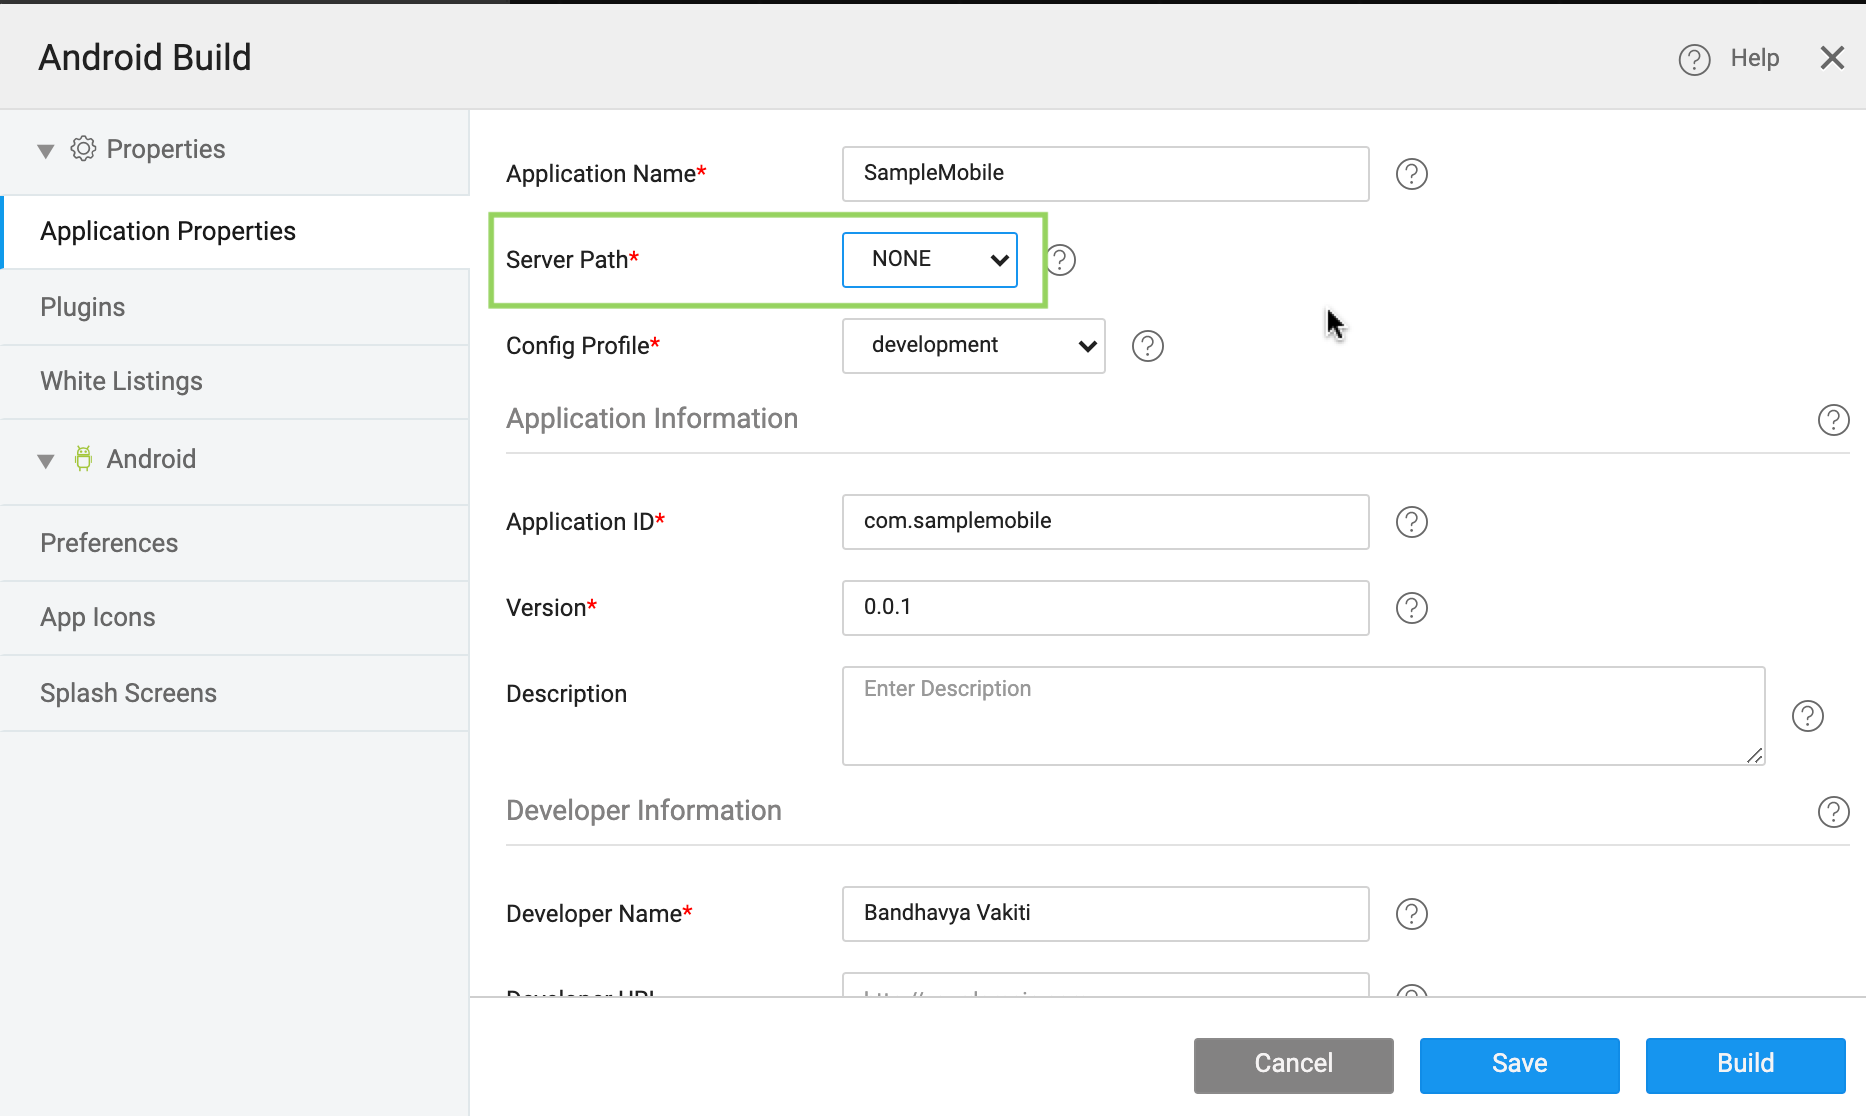 Android Build
Help
Properties
Application Properties
Plugins
White Listings
Android
Preferences
App Icons
Splash Screens
Application Name* SampleMobile
Server Path* NONE
Config Profile* development
Application Information
Application ID* com.samplemobile
Version* 0.0.1
Description Enter Description
Developer Information
Developer Name* Bandhavya Vakiti
Developer URL
Cancel Save Build